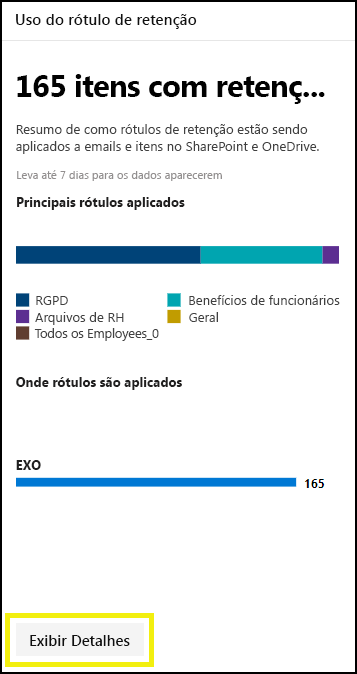 Uso do rótulo de retenção
165 itens com retenç...
Resumo de como rótulos de retenção estão sendo
aplicados a emails e itens no SharePoint e OneDrive.
Leva até 7 dias para os dados aparecerem
Principais rótulos aplicados
RGPD
Benefícios de funcionários
Arquivos de RH
Geral
Todos os Employees_0
Onde rótulos são aplicados
EXO
165
Exibir Detalhes